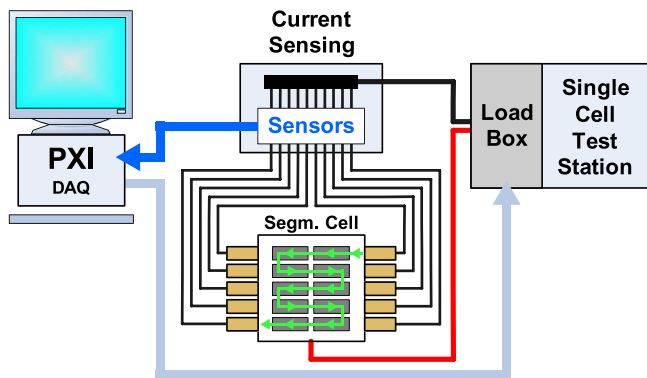 Current
Sensing
Sensors
PXI
DAQ
Load
Box
Single
Cell
Test
Station
Segm. Cell